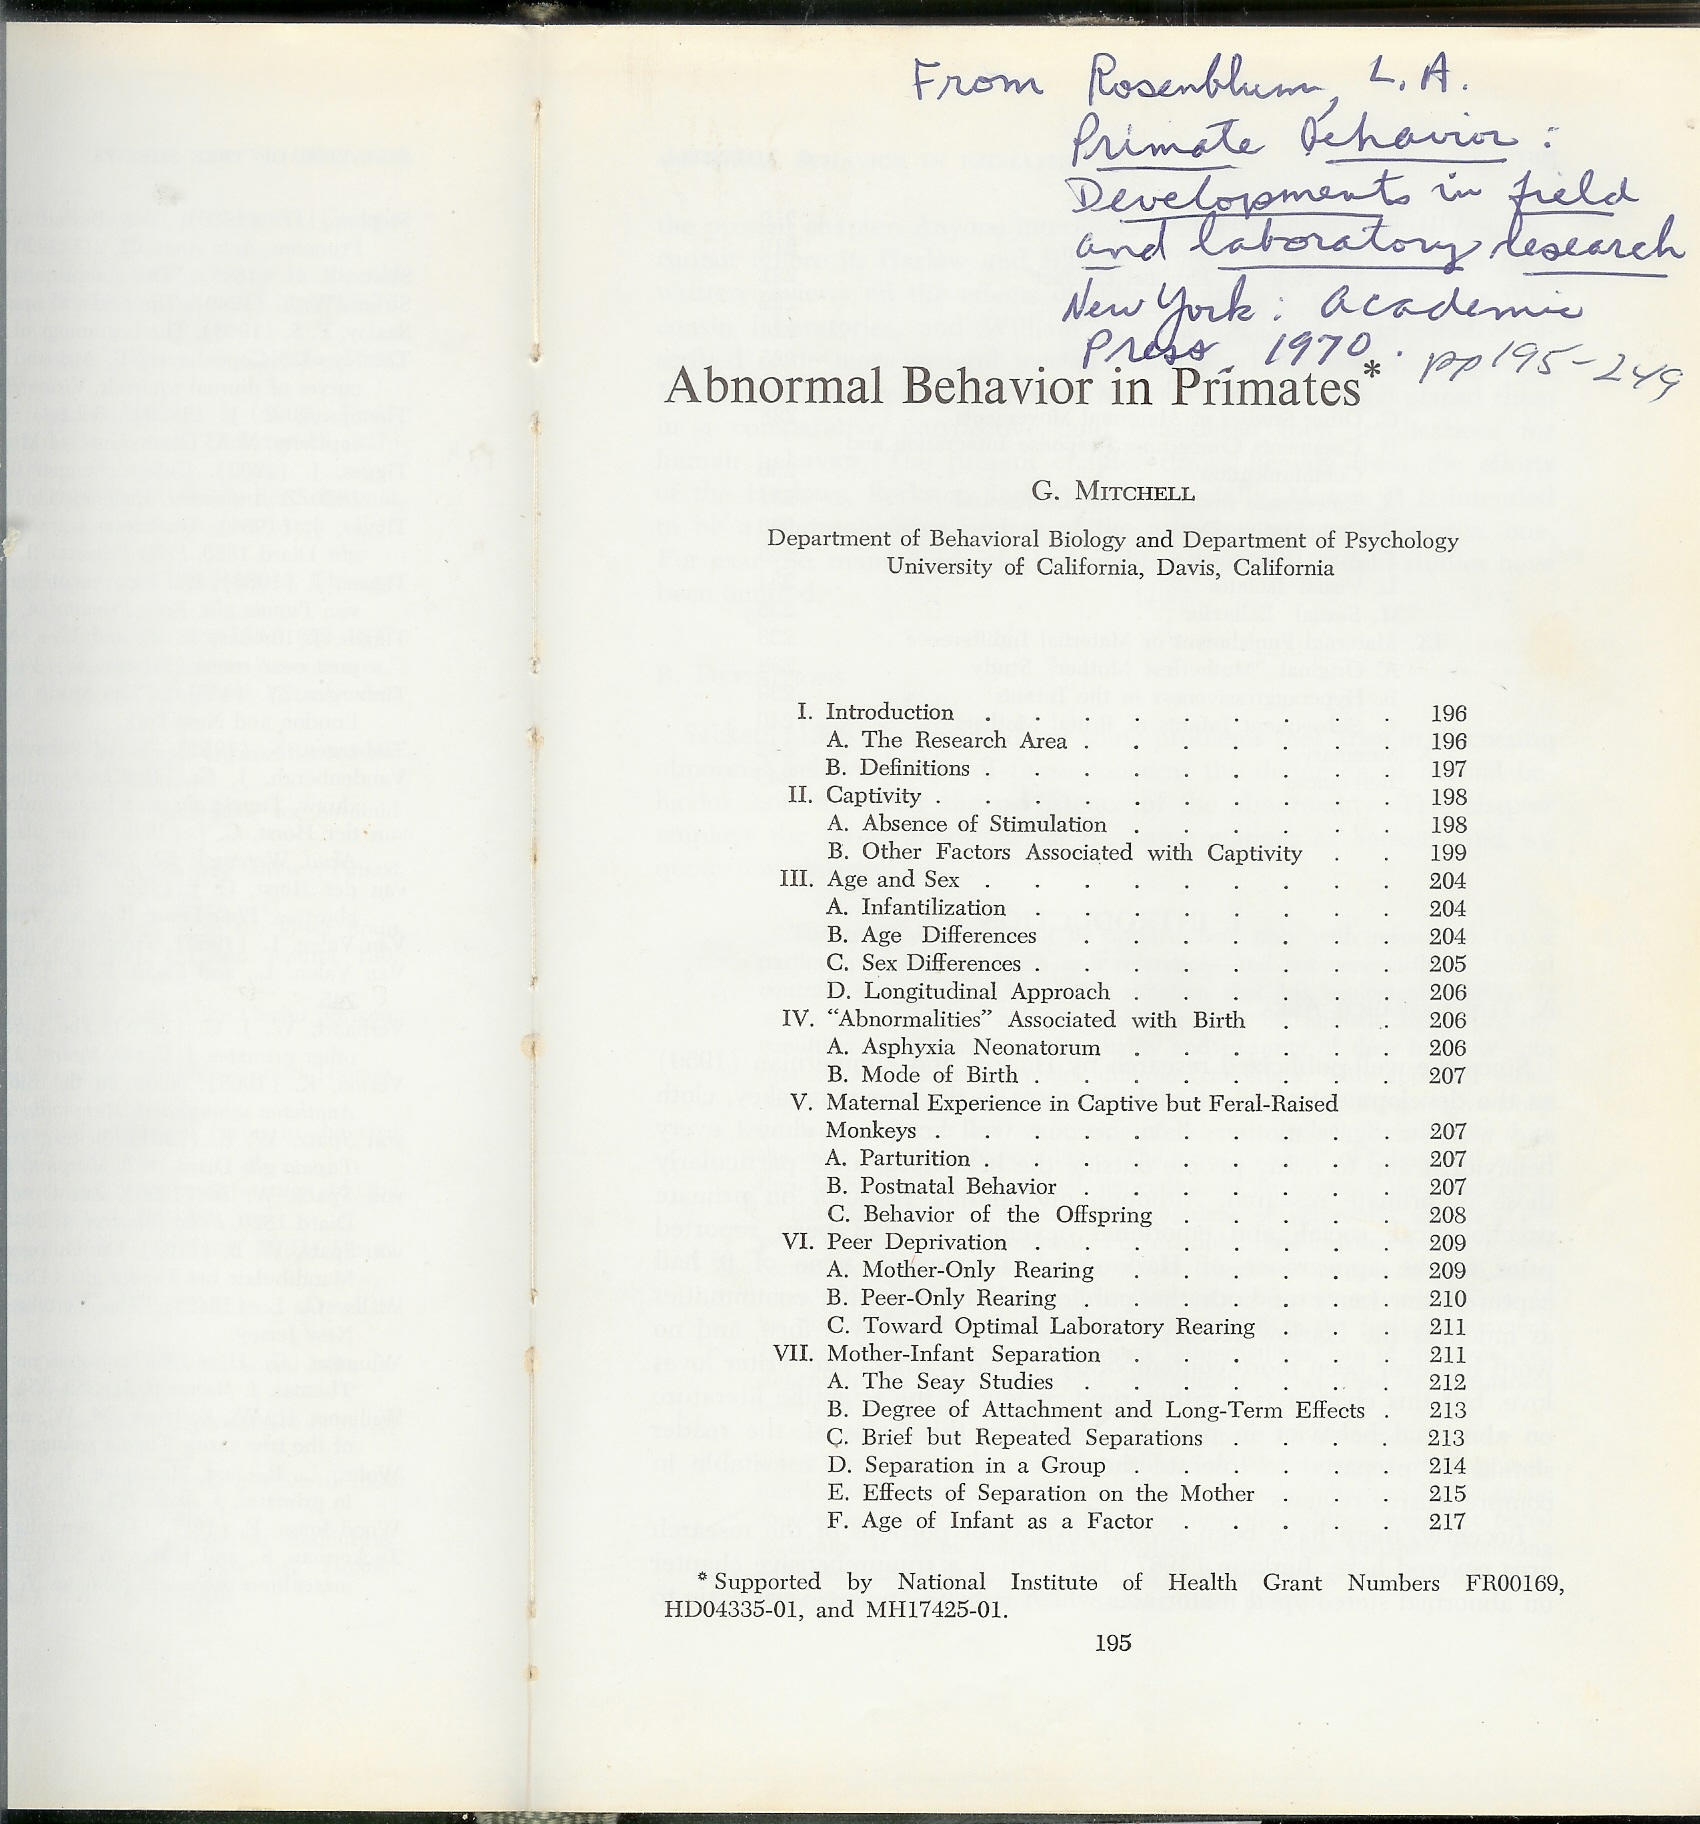 From Rosenblum, L. A.
Primate Behavior:
Developments in field
and laboratory research
New York: Academic
Press, 1970. pp 195-249
Abnormal Behavior in Primates*
G. MITCHELL
Department of Behavioral Biology and Department of Psychology
University of California, Davis, California
I. Introduction . . . . . . . . . 196
A. The Research Area . . . . . . . 196
B. Definitions . . . . . . . . . 197
II. Captivity . . . . . . . . . . 198
A. Absence of Stimulation . . . . . . 198
B. Other Factors Associated with Captivity . . 199
III. Age and Sex . . . . . . . . . 204
A. Infantilization . . . . . . . . 204
B. Age Differences . . . . . . . 204
C. Sex Differences . . . . . . . . 205
D. Longitudinal Approach . . . . . . 206
IV. “Abnormalities” Associated with Birth . . . 206
A. Asphyxia Neonatorum . . . . . . 206
B. Mode of Birth . . . . . . . . 207
V. Maternal Experience in Captive but Feral-Raised
Monkeys . . . . . . . . . . 207
A. Parturition . . . . . . . . . 207
B. Postnatal Behavior . . . . . . . 207
C. Behavior of the Offspring . . . . . 208
VI. Peer Deprivation . . . . . . . . 209
A. Mother-Only Rearing . . . . . . 209
B. Peer-Only Rearing . . . . . . . 210
C. Toward Optimal Laboratory Rearing . . . 211
VII. Mother-Infant Separation . . . . . . 211
A. The Seay Studies . . . . . . . 212
B. Degree of Attachment and Long-Term Effects . 213
C. Brief but Repeated Separations . . . . 213
D. Separation in a Group . . . . . . 214
E. Effects of Separation on the Mother . . . 215
F. Age of Infant as a Factor . . . . . 217
* Supported by National Institute of Health Grant Numbers FR00169,
HD04335-01, and MH17425-01.
195